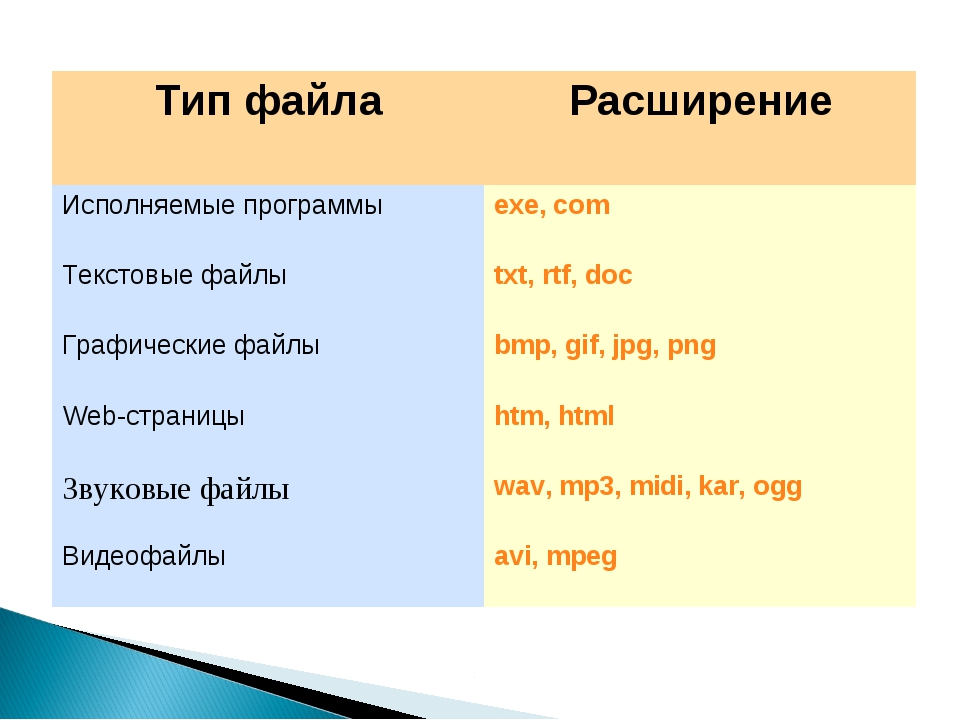 Тип файла Расширение
Исполняемые программы exe, com
Текстовые файлы txt, rtf, doc
Графические файлы bmp, gif, jpg, png
Web-страницы htm, html
Звуковые файлы wav, mp3, midi, kar, ogg
Видеофайлы avi, mpeg